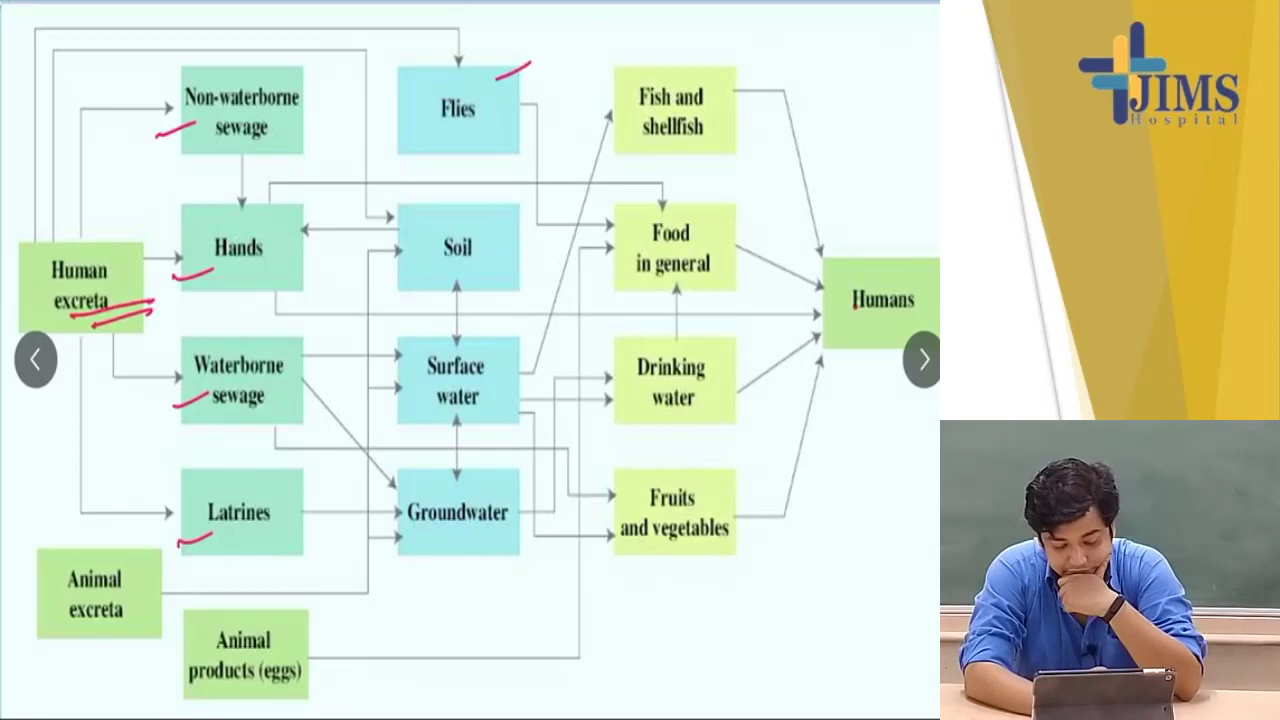 Non-waterborne
sewage
Flies
Fish and
shellfish
Hands
Soil
Food
in general
Human
excreta
Humans
Waterborne
sewage
Surface
water
Drinking
water
Latrines
Groundwater
Fruits
and vegetables
Animal
excreta
Animal
products (eggs)
JIMS
Hospital